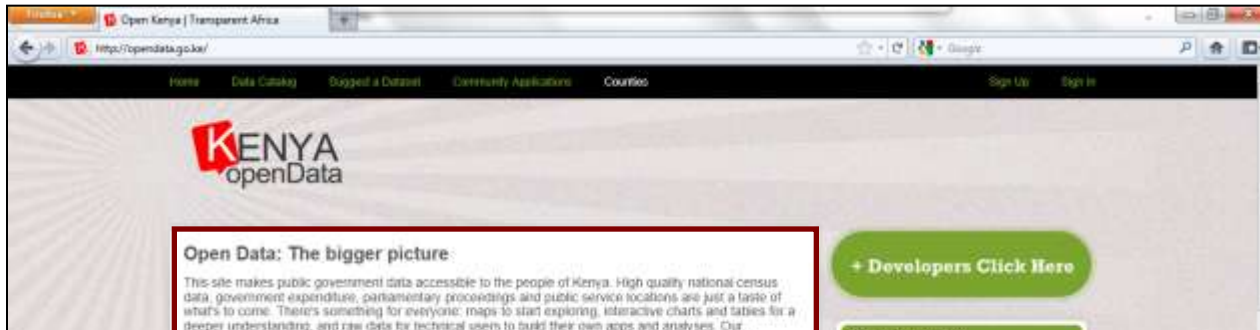 Firefox
Open Kenya | Transparent Africa
http://opendata.go.ke/
Google
Home Data Catalog Suggest a Dataset Community Applications Counties Sign Up Sign In
KENYA
openData
Open Data: The bigger picture
+ Developers Click Here
This site makes public government data accessible to the people of Kenya. High quality national census
data, government expenditure, parliamentary proceedings and public service locations are just a taste of
what's to come. There's something for everyone: maps to start exploring, interactive charts and tables for a
deeper understanding, and raw data for technical users to build their own apps and analyses. Our